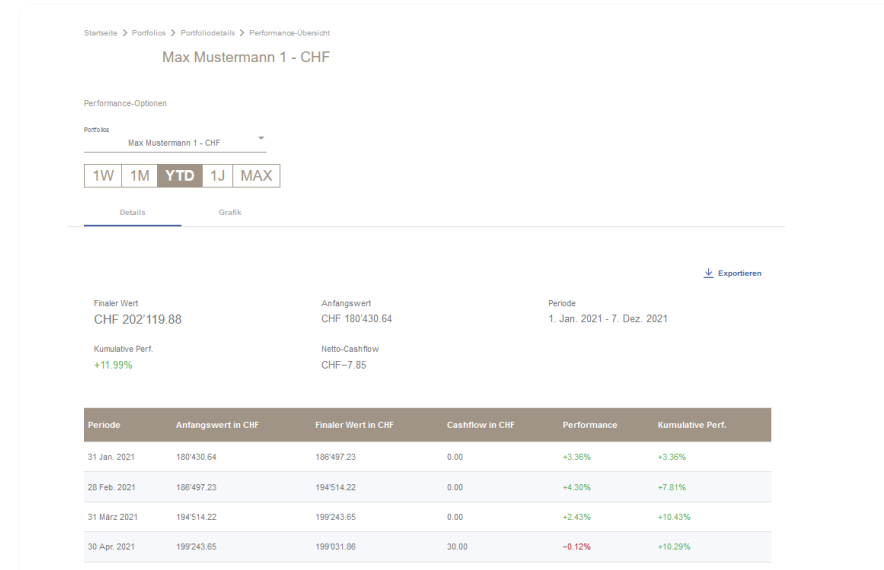 Startseite > Portfolios > Portfoliodetails > Performance-Übersicht
Max Mustermann 1 - CHF
Performance-Optionen
Portfolios
Max Mustermann 1 - CHF
1W 1M YTD 1J MAX
Details Grafik
Exportieren
Finaler Wert Anfangswert Periode
CHF 202'119.88 CHF 180'430.64 1. Jan. 2021 - 7. Dez. 2021
Kumulative Perf. Netto-Cashflow
+11.99% CHF−7.85
Periode Anfangswert in CHF Finaler Wert in CHF Cashflow in CHF Performance Kumulative Perf.
31 Jan. 2021 180'430.64 186'497.23 0.00 +3.36% +3.36%
28 Feb. 2021 186'497.23 194'514.22 0.00 +4.30% +7.81%
31 März 2021 194'514.22 199'243.65 0.00 +2.43% +10.43%
30 Apr. 2021 199'243.65 199'031.86 30.00 −0.12% +10.29%